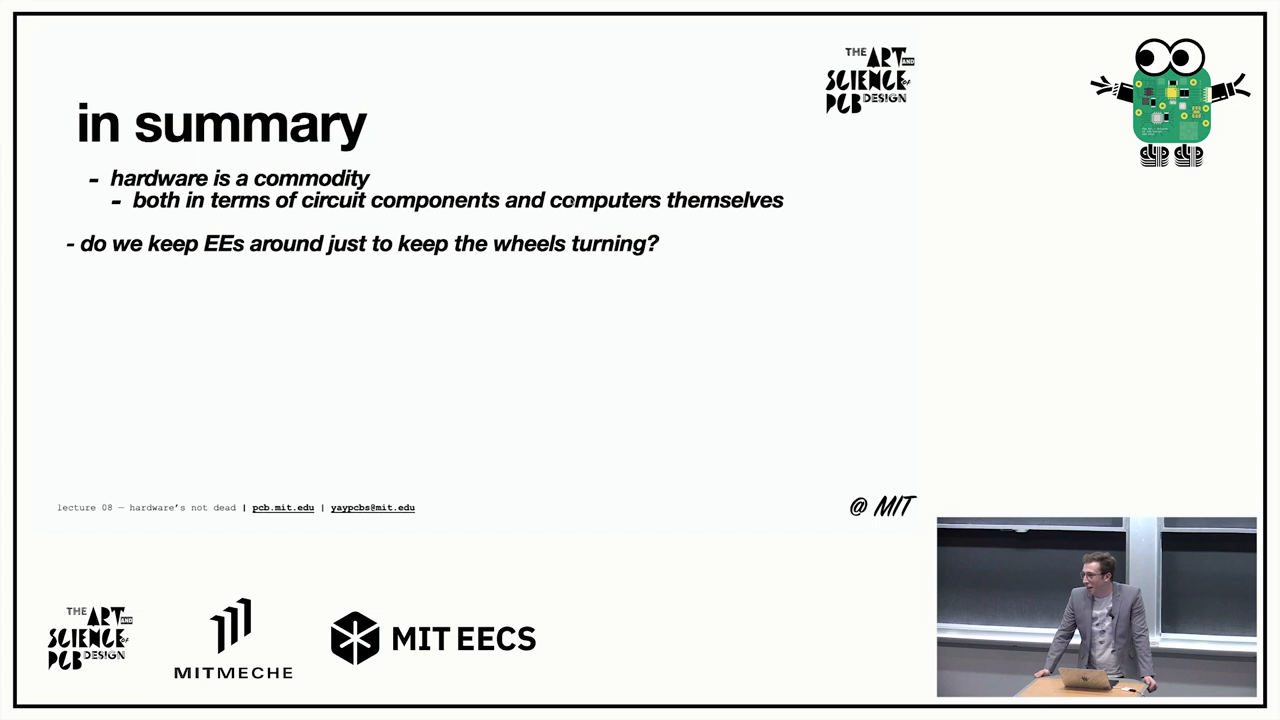 THE ART AND
SCIENCE of
PCB DESIGN
in summary
- hardware is a commodity
- both in terms of circuit components and computers themselves
- do we keep EEs around just to keep the wheels turning?
lecture 08 — hardware's not dead | pcb.mit.edu | yaypcbs@mit.edu
@ MIT
THE ART AND
SCIENCE of
PCB DESIGN
MITMECHE
MIT EECS